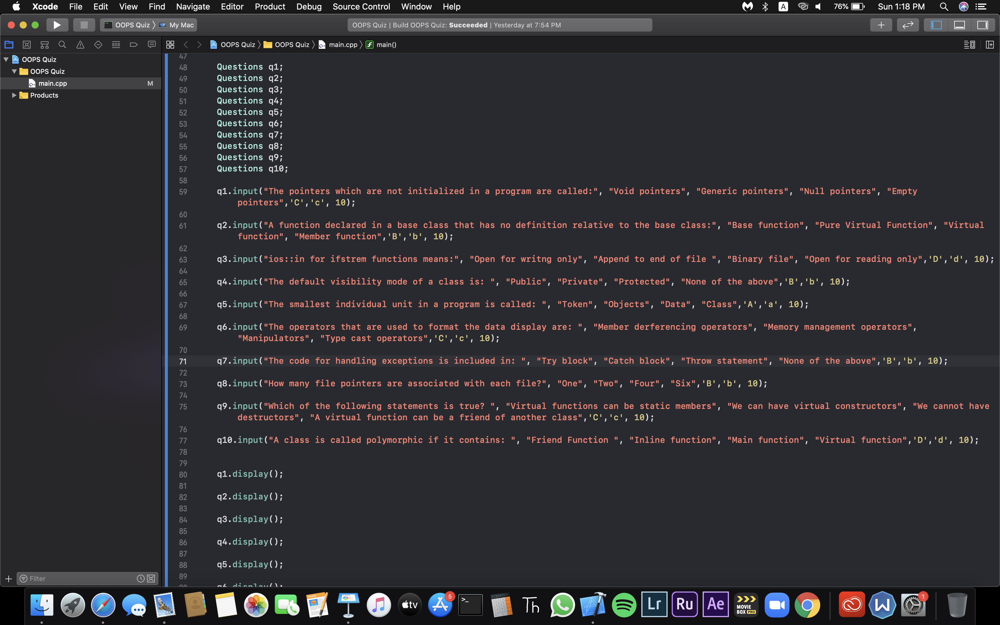 Xcode File Edit View Find Navigate Editor Product Debug Source Control Window Help A 76% Sun 1:18 PM
OOPS Quiz 〉 My Mac
OOPS Quiz | Build OOPS Quiz: Succeeded | Yesterday at 7:54 PM
OOPS Quiz 〉 OOPS Quiz 〉 main.cpp 〉 main()
OOPS Quiz
OOPS Quiz
main.cpp M
Products
47
48 Questions q1;
49 Questions q2;
50 Questions q3;
51 Questions q4;
52 Questions q5;
53 Questions q6;
54 Questions q7;
55 Questions q8;
56 Questions q9;
57 Questions q10;
58
59 q1.input("The pointers which are not initialized in a program are called:", "Void pointers", "Generic pointers", "Null pointers", "Empty
pointers",'C','c', 10);
60
61 q2.input("A function declared in a base class that has no definition relative to the base class:", "Base function", "Pure Virtual Function", "Virtual
function", "Member function",'B','b', 10);
62
63 q3.input("ios::in for ifstrem functions means:", "Open for writng only", "Append to end of file ", "Binary file", "Open for reading only",'D','d', 10);
64
65 q4.input("The default visibility mode of a class is: ", "Public", "Private", "Protected", "None of the above",'B','b', 10);
66
67 q5.input("The smallest individual unit in a program is called: ", "Token", "Objects", "Data", "Class",'A','a', 10);
68
69 q6.input("The operators that are used to format the data display are: ", "Member derferencing operators", "Memory management operators",
"Manipulators", "Type cast operators",'C','c', 10);
70
71 q7.input("The code for handling exceptions is included in: ", "Try block", "Catch block", "Throw statement", "None of the above",'B','b', 10);
72
73 q8.input("How many file pointers are associated with each file?", "One", "Two", "Four", "Six",'B','b', 10);
74
75 q9.input("Which of the following statements is true? ", "Virtual functions can be static members", "We can have virtual constructors", "We cannot have
destructors", "A virtual function can be a friend of another class",'C','c', 10);
76
77 q10.input("A class is called polymorphic if it contains: ", "Friend Function ", "Inline function", "Main function", "Virtual function",'D','d', 10);
78
79
80 q1.display();
81
82 q2.display();
83
84 q3.display();
85
86 q4.display();
87
88 q5.display();
89
90 q6.display();
Filter
PAGES 5 3141593 1
tv >_ Th Lr Ru Ae MOVIE BOX PRO W